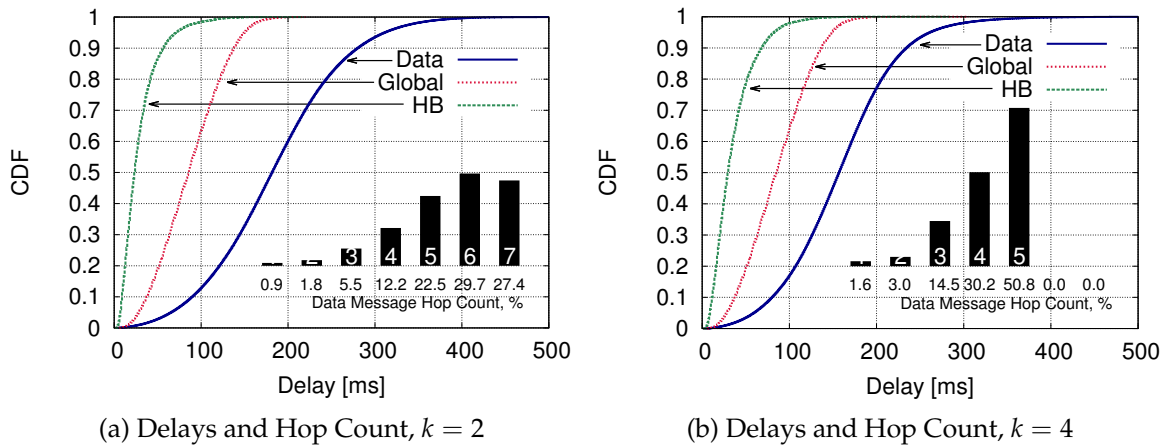 1
0.9
0.8
0.7
0.6
0.5
0.4
0.3
0.2
0.1
0
CDF
Data
Global
HB
1 2 3 4 5 6 7
0.9 1.8 5.5 12.2 22.5 29.7 27.4
Data Message Hop Count, %
0 100 200 300 400 500
Delay [ms]
(a) Delays and Hop Count, k = 2
1
0.9
0.8
0.7
0.6
0.5
0.4
0.3
0.2
0.1
0
CDF
Data
Global
HB
1 2 3 4 5
1.6 3.0 14.5 30.2 50.8 0.0 0.0
Data Message Hop Count, %
0 100 200 300 400 500
Delay [ms]
(b) Delays and Hop Count, k = 4